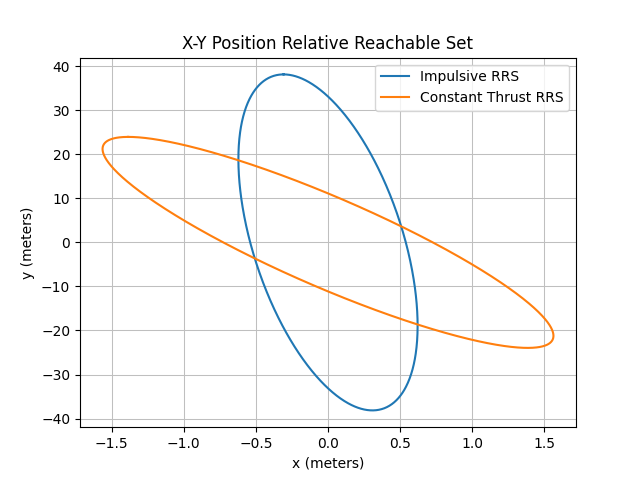 X-Y Position Relative Reachable Set
Impulsive RRS
Constant Thrust RRS
y (meters)
40
30
20
10
0
−10
−20
−30
−40
−1.5 −1.0 −0.5 0.0 0.5 1.0 1.5
x (meters)